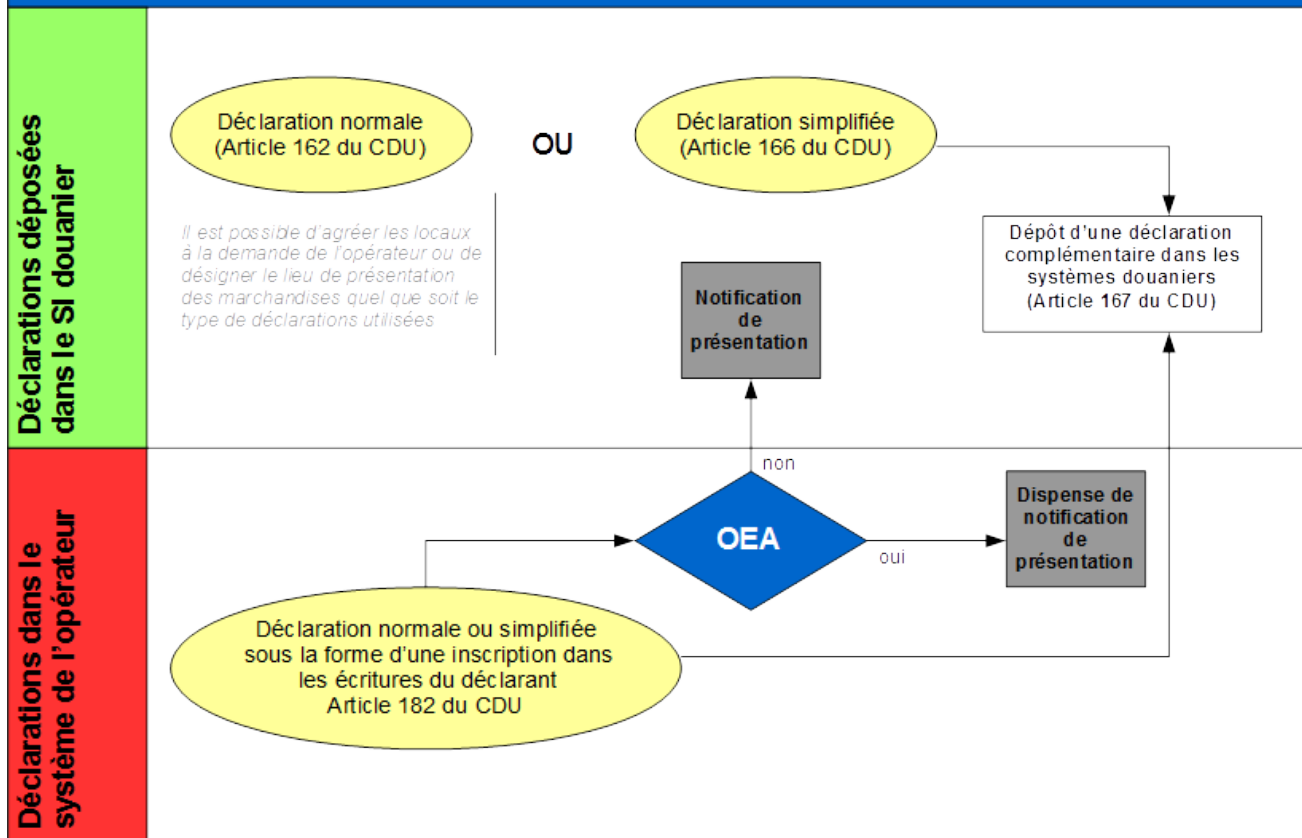 Déclarations déposées
dans le SI douanier
Déclaration normale
(Article 162 du CDU)
OU
Déclaration simplifiée
(Article 166 du CDU)
Il est possible d'agréer les locaux
à la demande de l'opérateur ou de
désigner le lieu de présentation
des marchandises quel que soit le
type de déclarations utilisées
Notification
de
présentation
Dépôt d'une déclaration
complémentaire dans les
systèmes douaniers
(Article 167 du CDU)
Déclarations dans le
système de l'opérateur
non
OEA
oui
Dispense de
notification
de
présentation
Déclaration normale ou simplifiée
sous la forme d'une inscription dans
les écritures du déclarant
Article 182 du CDU